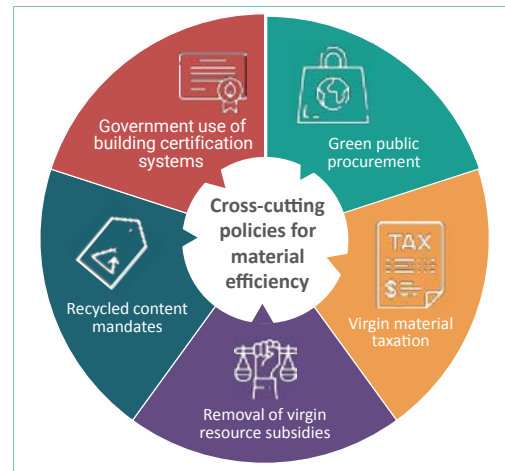 Government use of
building certification
systems
Green public
procurement
Cross-cutting
policies for
material
efficiency
TAX
$
Recycled content
mandates
Virgin material
taxation
Removal of virgin
resource subsidies